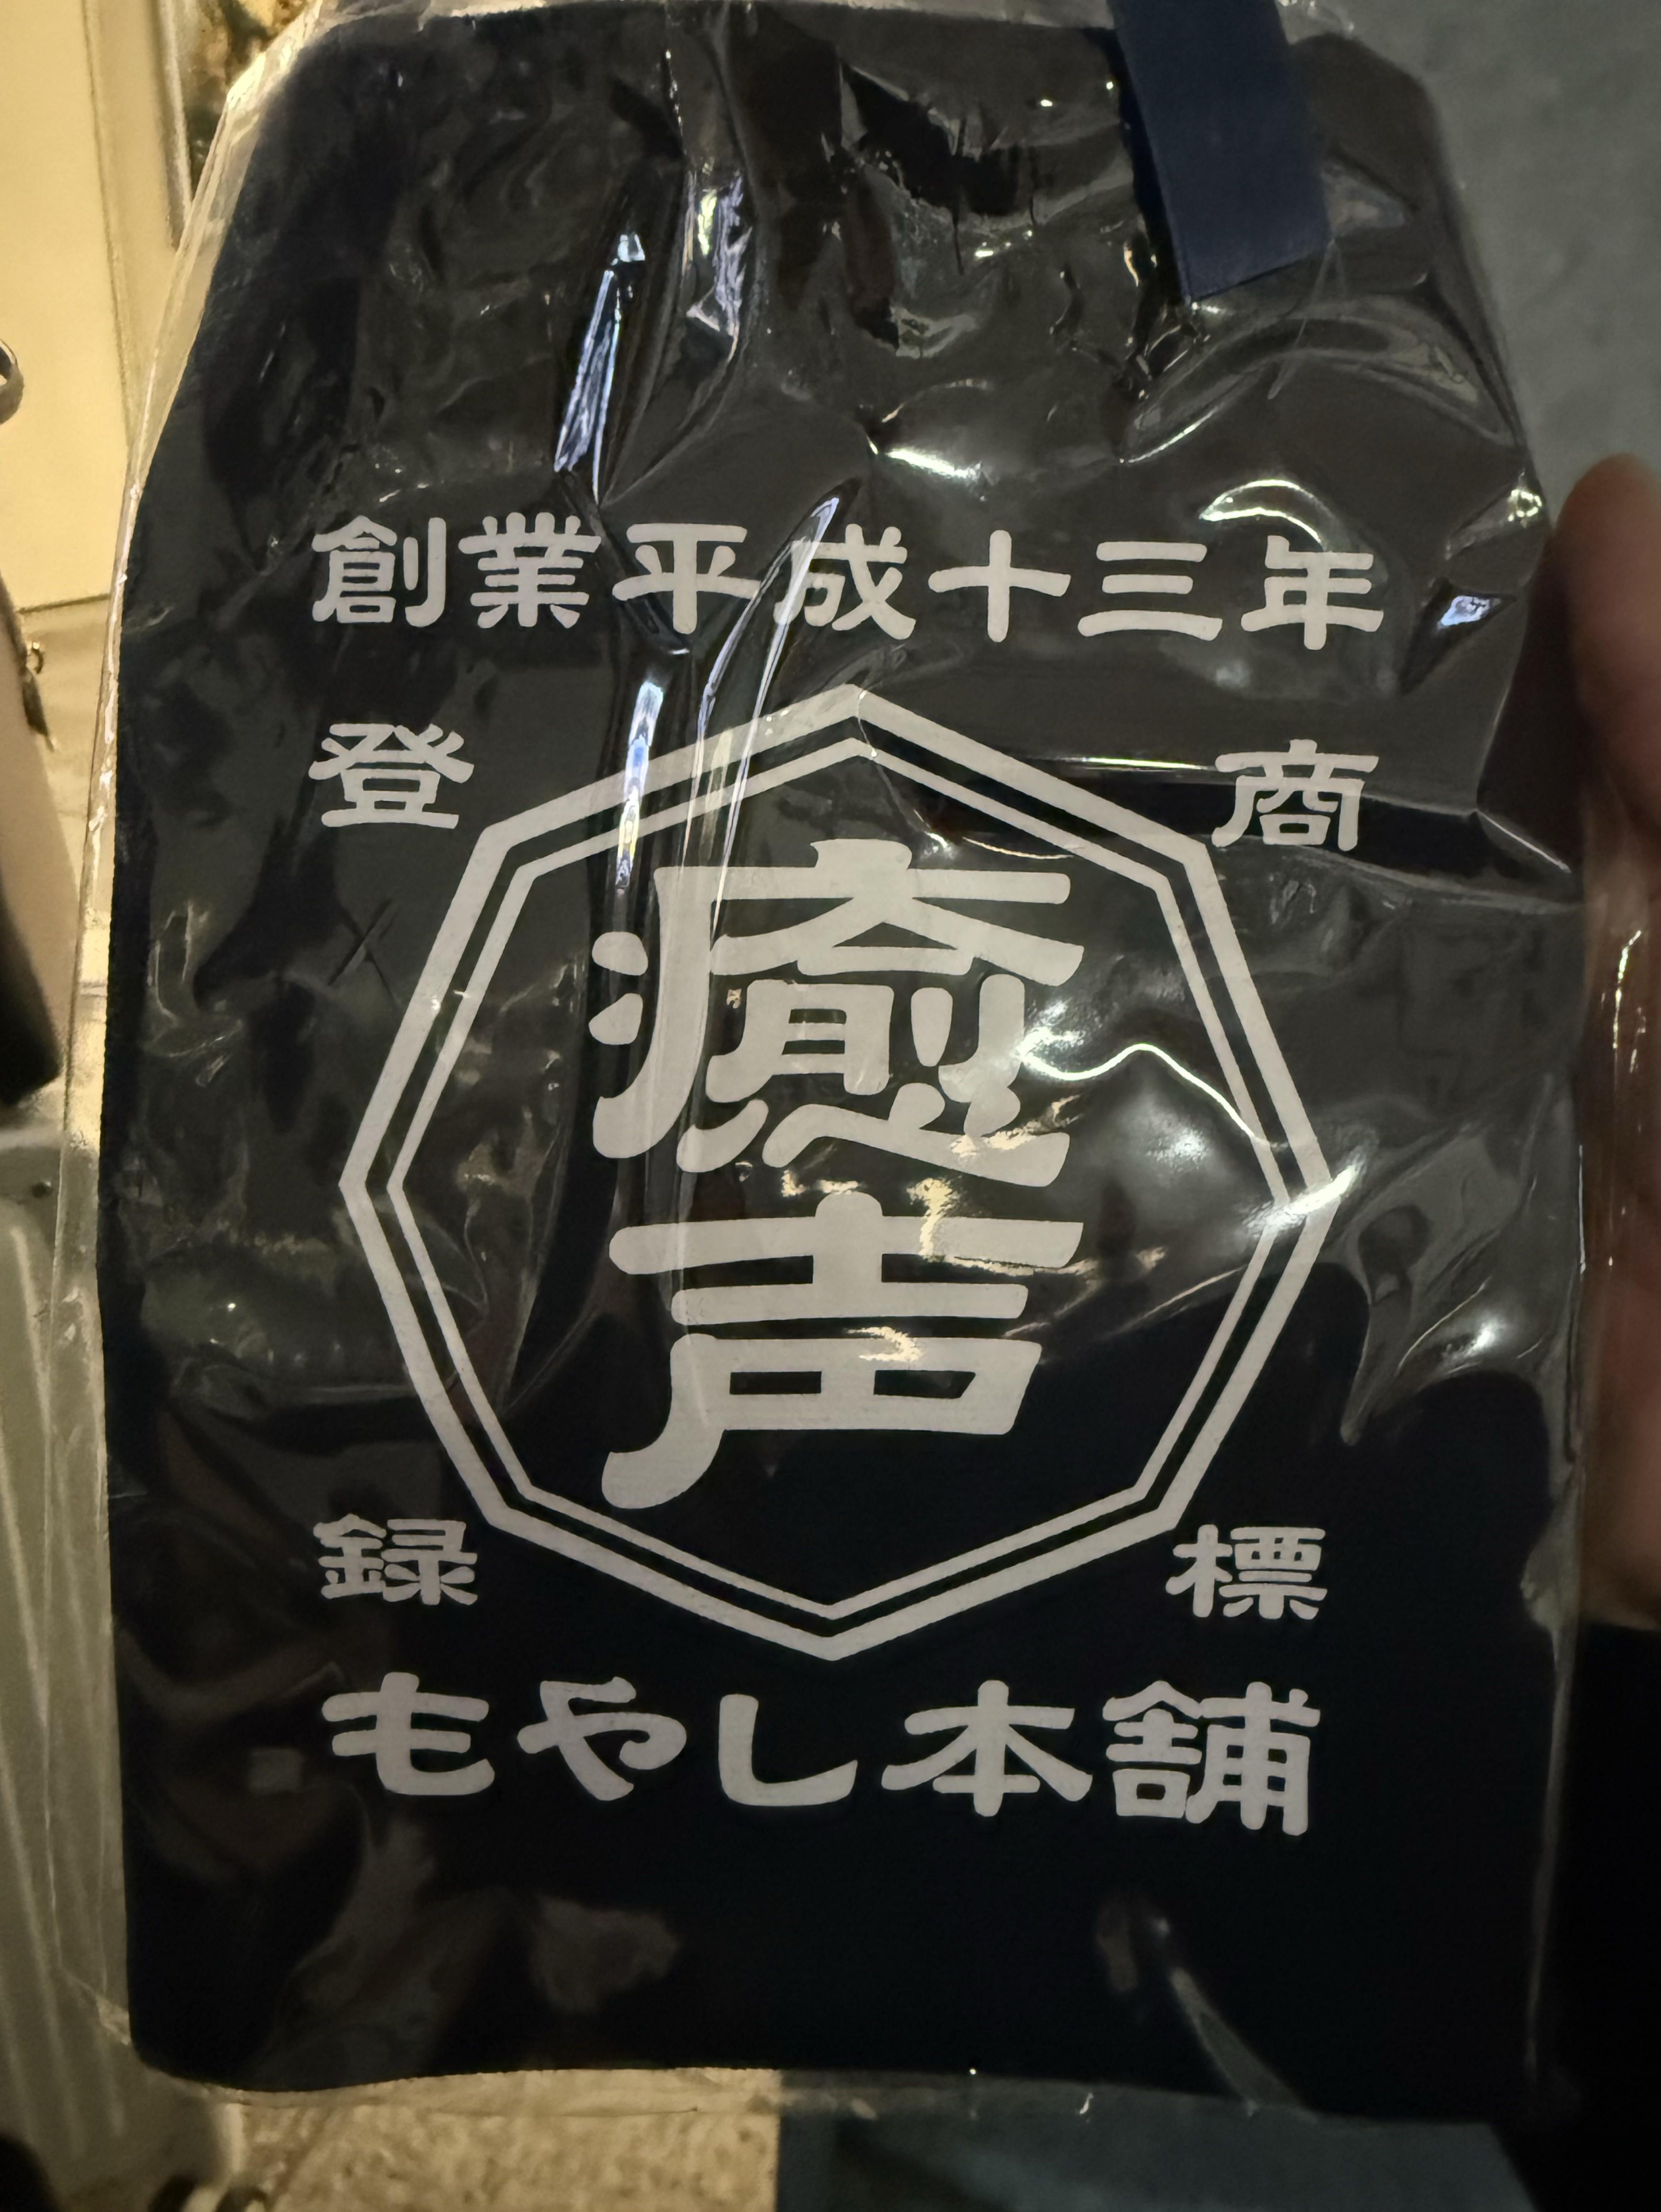 創業平成十三年
登 商
癒
声
録 標
もやし本舗